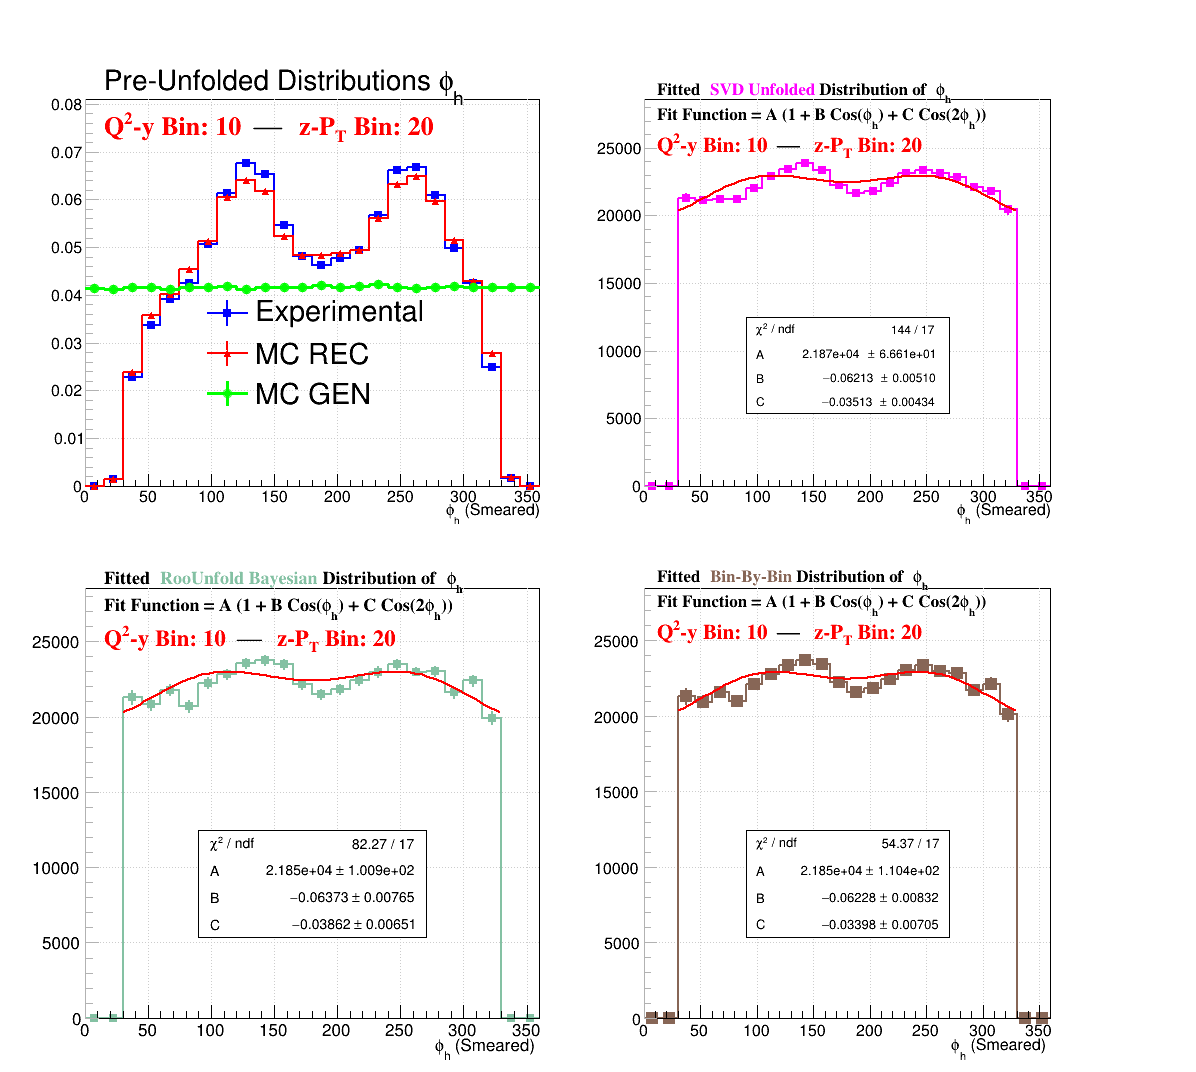 Pre-Unfolded Distributions ϕh
Q²-y Bin: 10 — z-PT Bin: 20
0.08
0.07
0.06
0.05
0.04
0.03
0.02
0.01
0
Experimental
MC REC
MC GEN
0 50 100 150 200 250 300 350
ϕh (Smeared)
Fitted SVD Unfolded Distribution of ϕh
Fit Function = A (1 + B Cos(ϕh) + C Cos(2ϕh))
Q²-y Bin: 10 — z-PT Bin: 20
25000
20000
15000
10000
5000
0
χ² / ndf 144 / 17
A 2.187e+04 ± 6.661e+01
B −0.06213 ± 0.00510
C −0.03513 ± 0.00434
0 50 100 150 200 250 300 350
ϕh (Smeared)
Fitted RooUnfold Bayesian Distribution of ϕh
Fit Function = A (1 + B Cos(ϕh) + C Cos(2ϕh))
Q²-y Bin: 10 — z-PT Bin: 20
25000
20000
15000
10000
5000
0
χ² / ndf 82.27 / 17
A 2.185e+04 ± 1.009e+02
B −0.06373 ± 0.00765
C −0.03862 ± 0.00651
0 50 100 150 200 250 300 350
ϕh (Smeared)
Fitted Bin-By-Bin Distribution of ϕh
Fit Function = A (1 + B Cos(ϕh) + C Cos(2ϕh))
Q²-y Bin: 10 — z-PT Bin: 20
25000
20000
15000
10000
5000
0
χ² / ndf 54.37 / 17
A 2.185e+04 ± 1.104e+02
B −0.06228 ± 0.00832
C −0.03398 ± 0.00705
0 50 100 150 200 250 300 350
ϕh (Smeared)